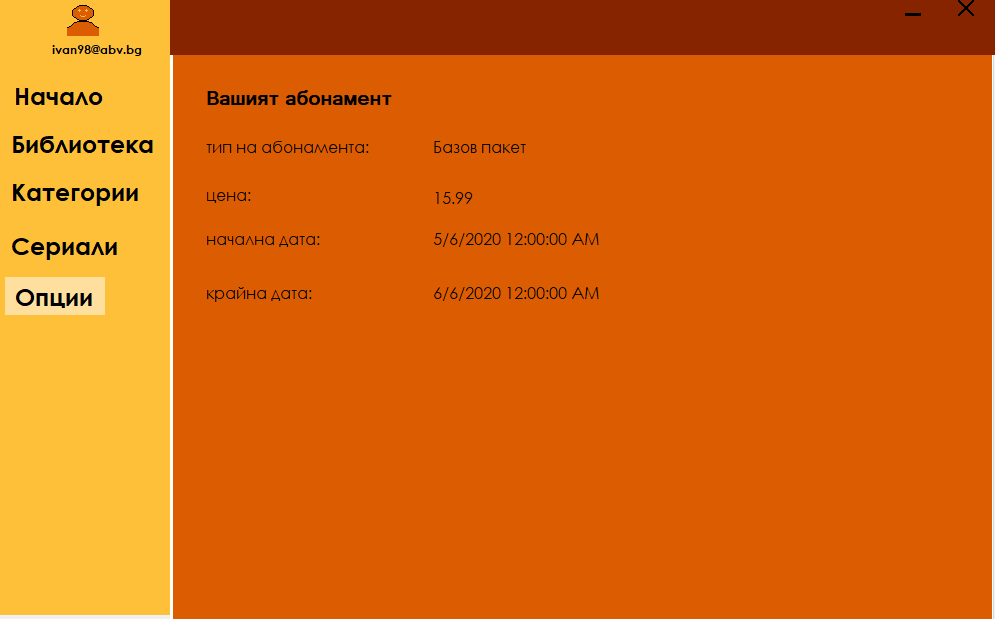 ivan98@abv.bg
Начало
Библиотека
Категории
Сериали
Опции
Вашият абонамент
тип на абонамента: Базов пакет
цена: 15.99
начална дата: 5/6/2020 12:00:00 AM
крайна дата: 6/6/2020 12:00:00 AM